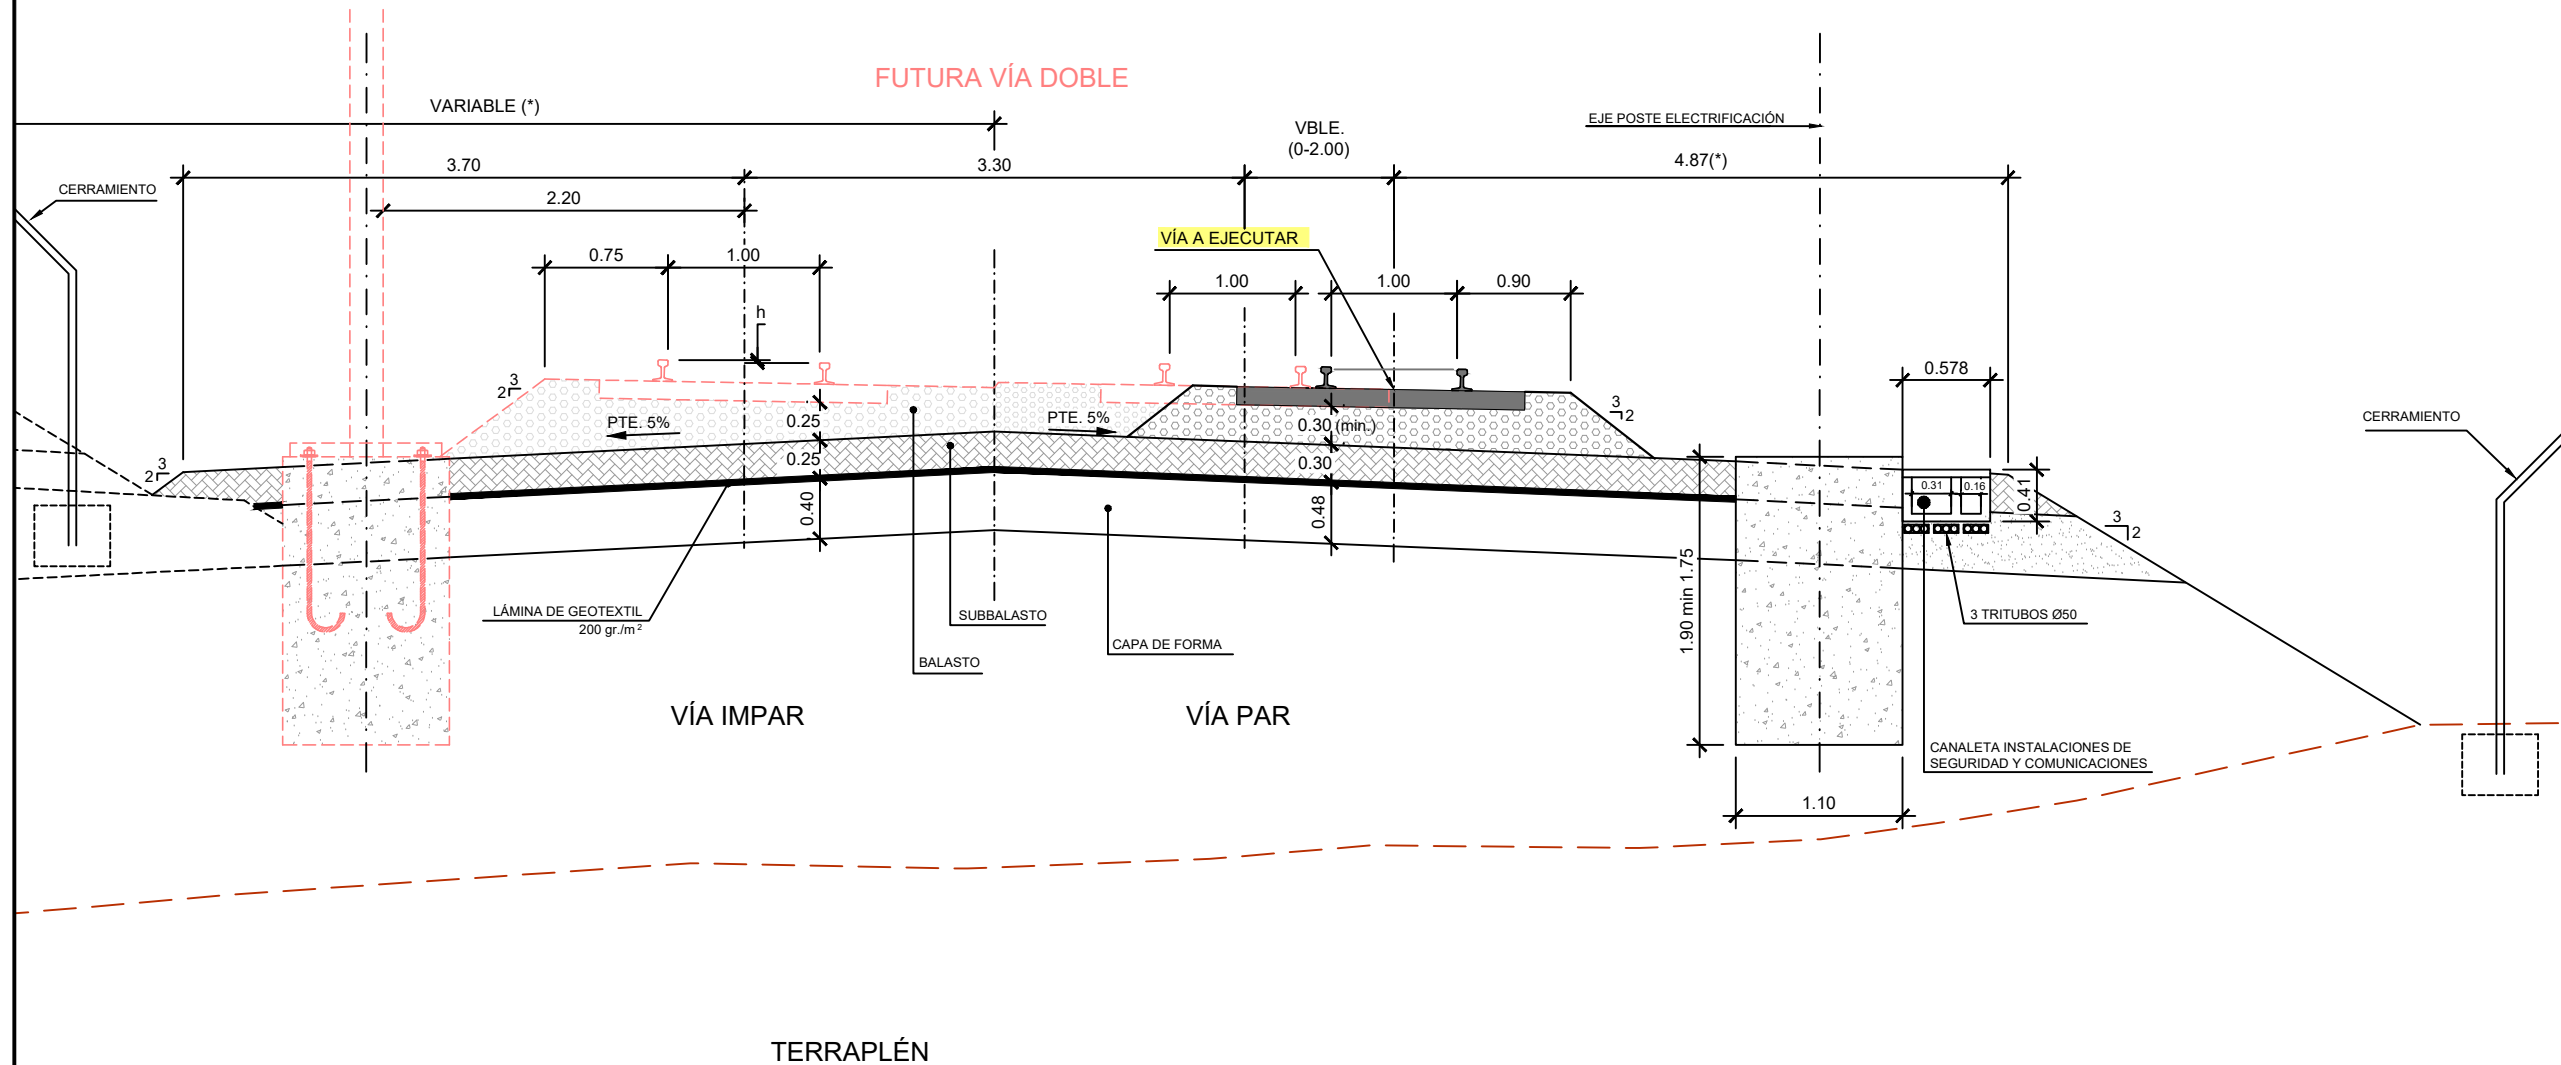 FUTURA VÍA DOBLE
VARIABLE (*)
VBLE.
(0-2.00)
EJE POSTE ELECTRIFICACIÓN
3.70
3.30
4.87(*)
CERRAMIENTO
2.20
VÍA A EJECUTAR
0.75
1.00
1.00
1.00
0.90
h
0.578
3
2
3
2
CERRAMIENTO
PTE. 5%
0.25
PTE. 5%
0.30 (min.)
3
2
0.25
0.30
0.31
0.16
0.41
0.40
0.48
3
2
1.90 min 1.75
LÁMINA DE GEOTEXTIL
200 gr./m²
SUBBALASTO
3 TRITUBOS Ø50
CAPA DE FORMA
BALASTO
VÍA IMPAR
VÍA PAR
CANALETA INSTALACIONES DE
SEGURIDAD Y COMUNICACIONES
1.10
TERRAPLÉN